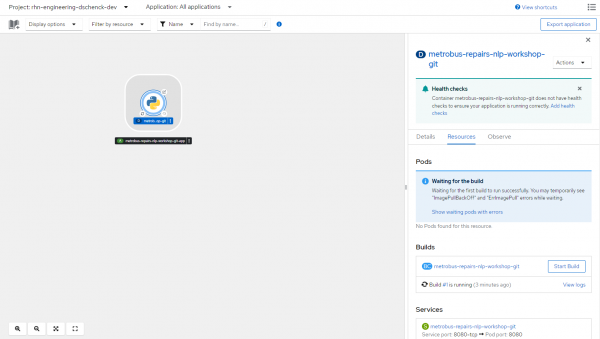 Project: rhn-engineering-dschenck-dev
Application: All applications
View shortcuts
Display options
Filter by resource
Name
Find by name...
/
Export application
metrobus-repairs-nlp-workshop-git-app
D metrobus-repairs-nlp-workshop-git
Actions
Health checks
Container metrobus-repairs-nlp-workshop-git does not have health
checks to ensure your application is running correctly. Add health
checks
Details
Resources
Observe
Pods
Waiting for the build
Waiting for the first build to run successfully. You may temporarily see
"ImagePullBackOff" and "ErrImagePull" errors while waiting.
Show waiting pods with errors
No Pods found for this resource.
Builds
BC metrobus-repairs-nlp-workshop-git
Start Build
Build #1 is running (3 minutes ago)
View logs
Services
S metrobus-repairs-nlp-workshop-git
Service port: 8080-tcp → Pod port: 8080